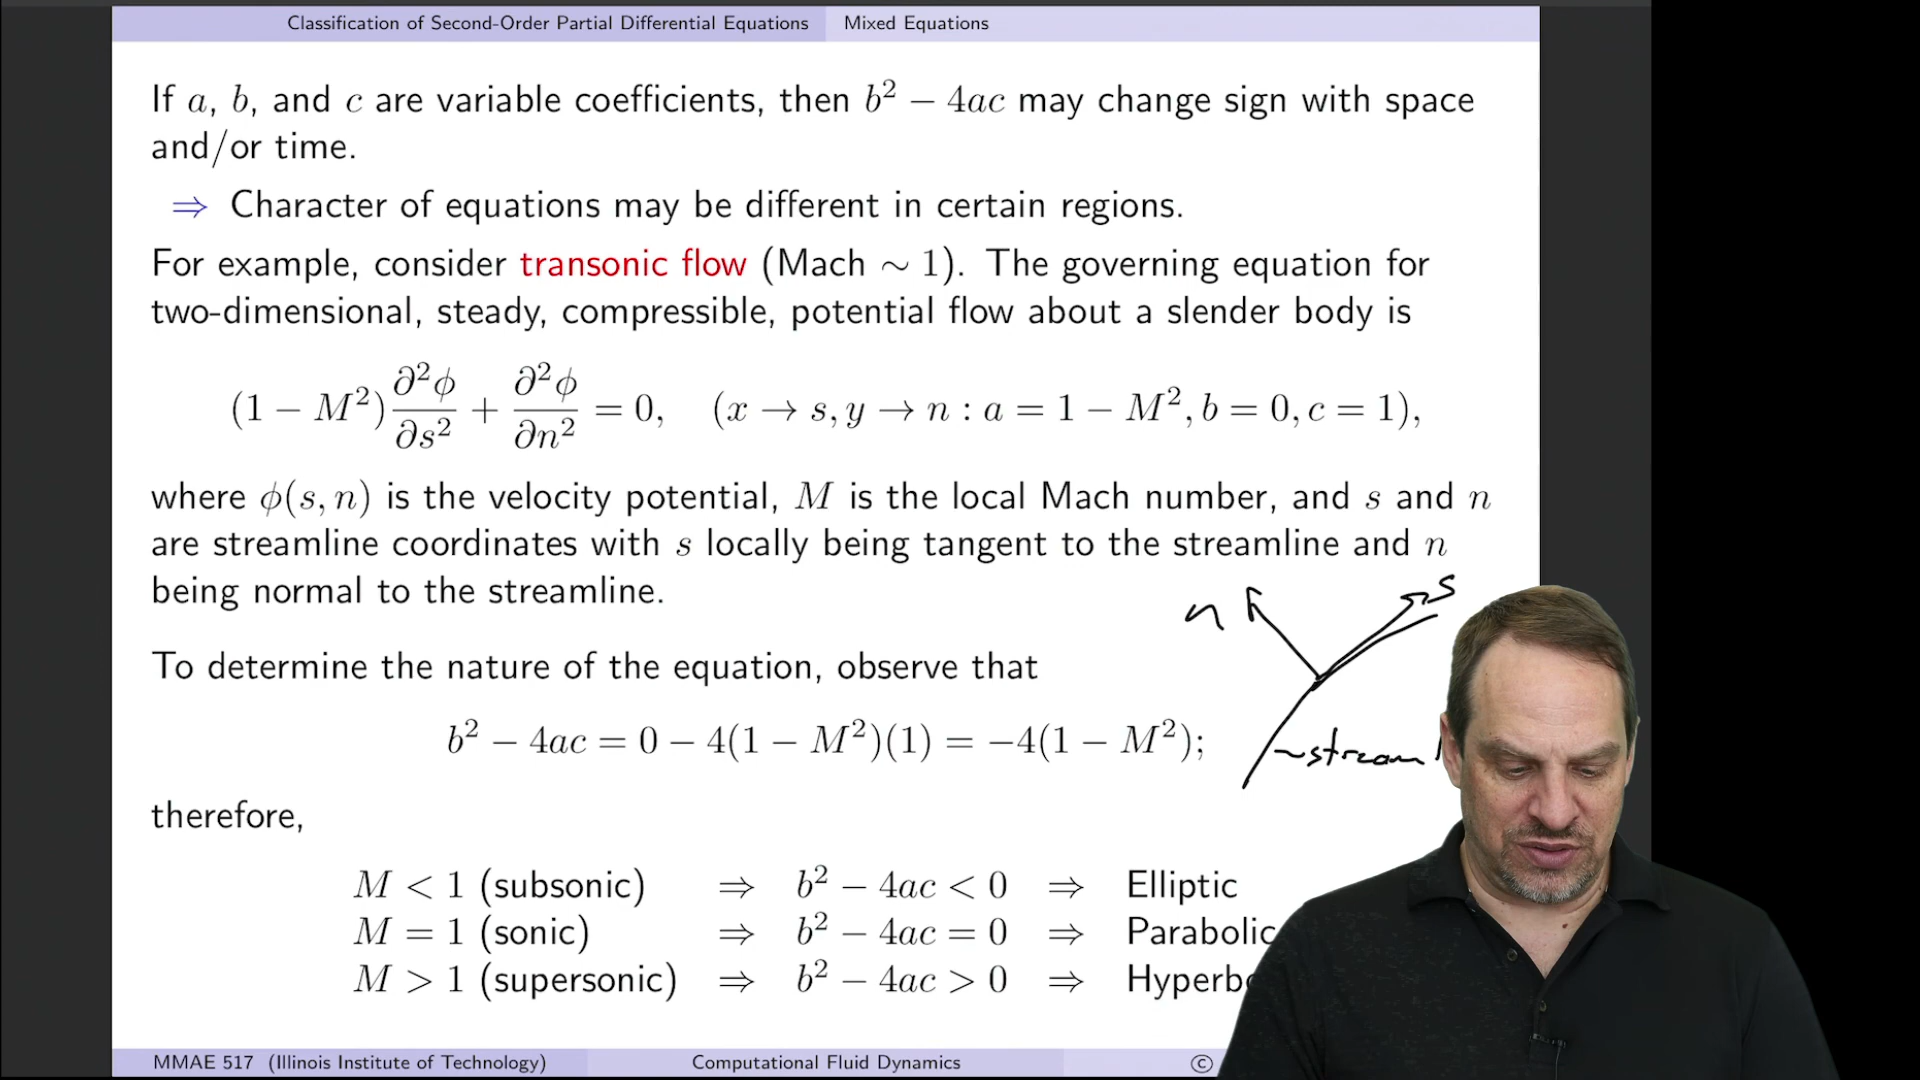 Classification of Second-Order Partial Differential Equations Mixed Equations
If a, b, and c are variable coefficients, then b² − 4ac may change sign with space
and/or time.
⇒ Character of equations may be different in certain regions.
For example, consider transonic flow (Mach ∼ 1). The governing equation for
two-dimensional, steady, compressible, potential flow about a slender body is
(1 − M²) ∂²ϕ/∂s² + ∂²ϕ/∂n² = 0, (x → s, y → n : a = 1 − M², b = 0, c = 1),
where ϕ(s, n) is the velocity potential, M is the local Mach number, and s and n
are streamline coordinates with s locally being tangent to the streamline and n
being normal to the streamline.
n s
To determine the nature of the equation, observe that
b² − 4ac = 0 − 4(1 − M²)(1) = −4(1 − M²);
~stream
therefore,
M < 1 (subsonic) ⇒ b² − 4ac < 0 ⇒ Elliptic
M = 1 (sonic) ⇒ b² − 4ac = 0 ⇒ Parabolic
M > 1 (supersonic) ⇒ b² − 4ac > 0 ⇒ Hyperb
MMAE 517 (Illinois Institute of Technology) Computational Fluid Dynamics ©